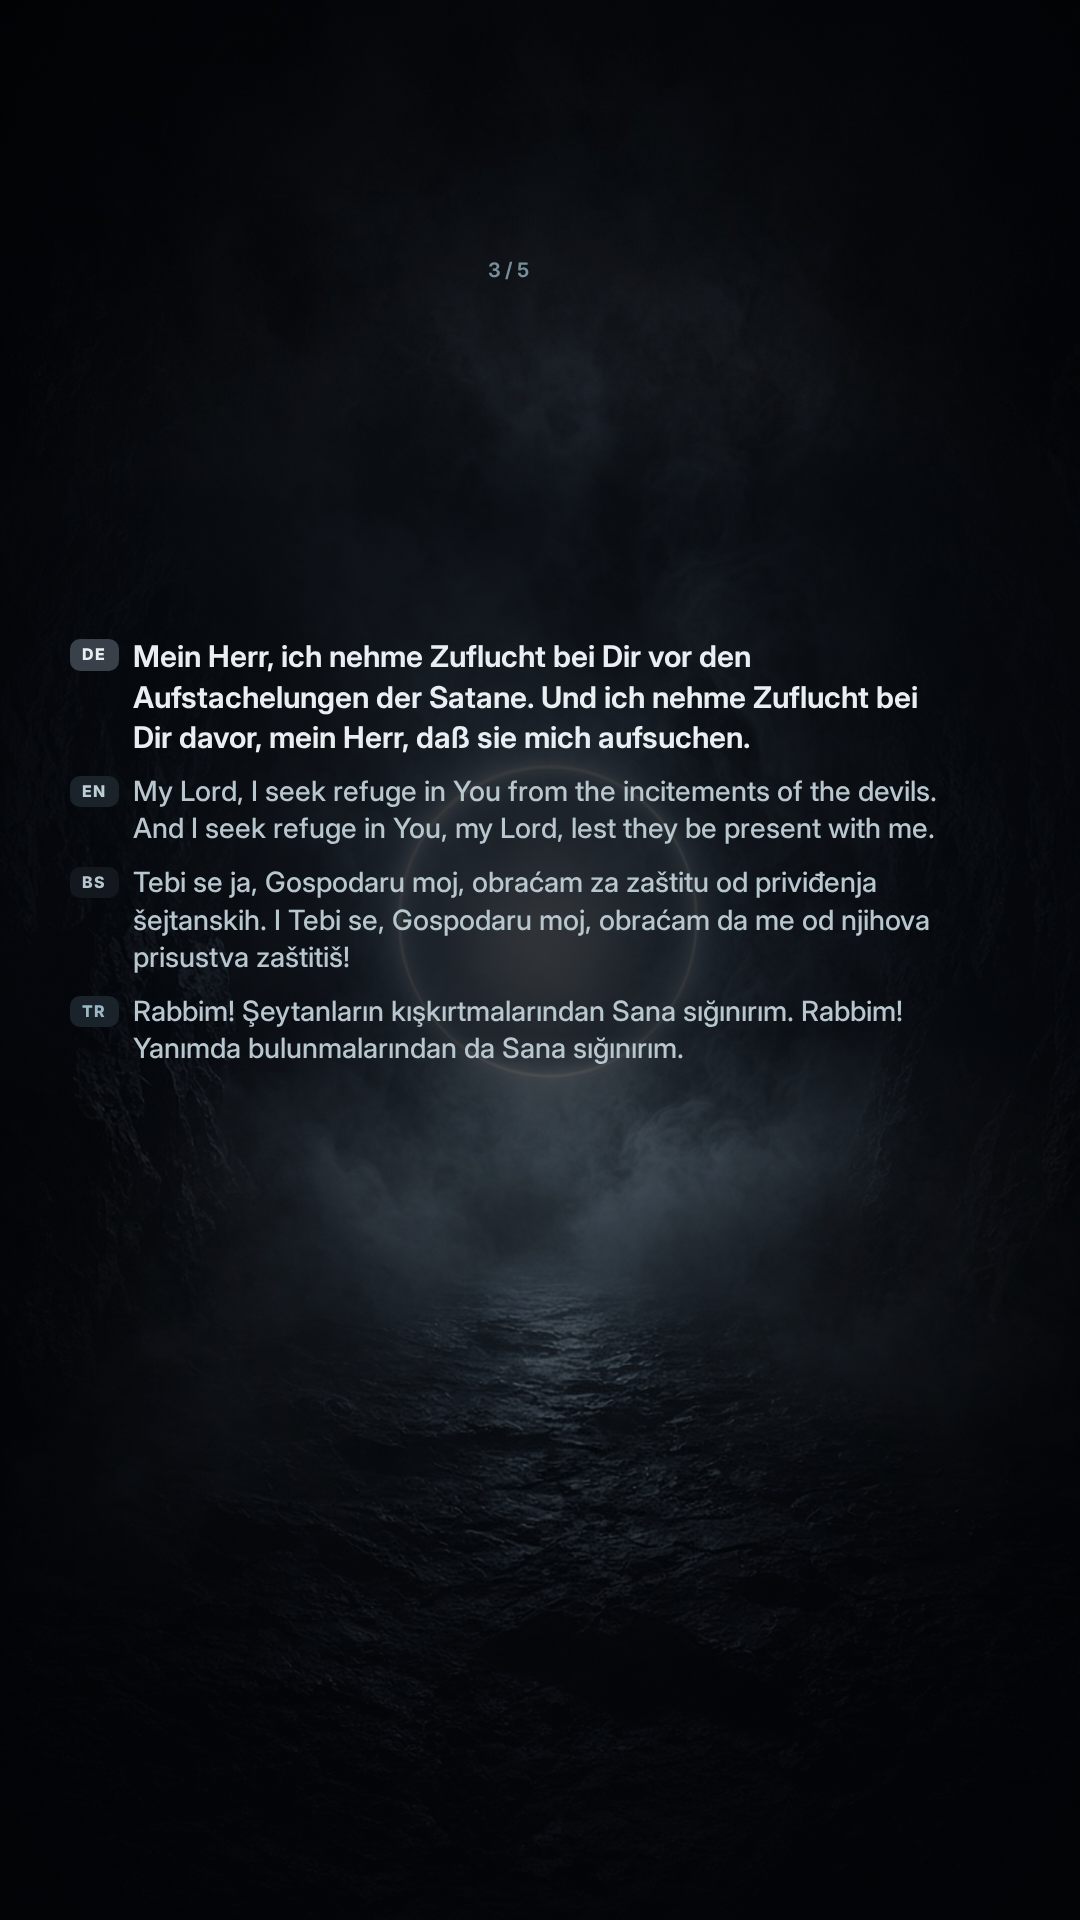 3 / 5
DE Mein Herr, ich nehme Zuflucht bei Dir vor den
Aufstachelungen der Satane. Und ich nehme Zuflucht bei
Dir davor, mein Herr, daß sie mich aufsuchen.
EN My Lord, I seek refuge in You from the incitements of the devils.
And I seek refuge in You, my Lord, lest they be present with me.
BS Tebi se ja, Gospodaru moj, obraćam za zaštitu od priviđenja
šejtanskih. I Tebi se, Gospodaru moj, obraćam da me od njihova
prisustva zaštitiš!
TR Rabbim! Şeytanların kışkırtmalarından Sana sığınırım. Rabbim!
Yanımda bulunmalarından da Sana sığınırım.